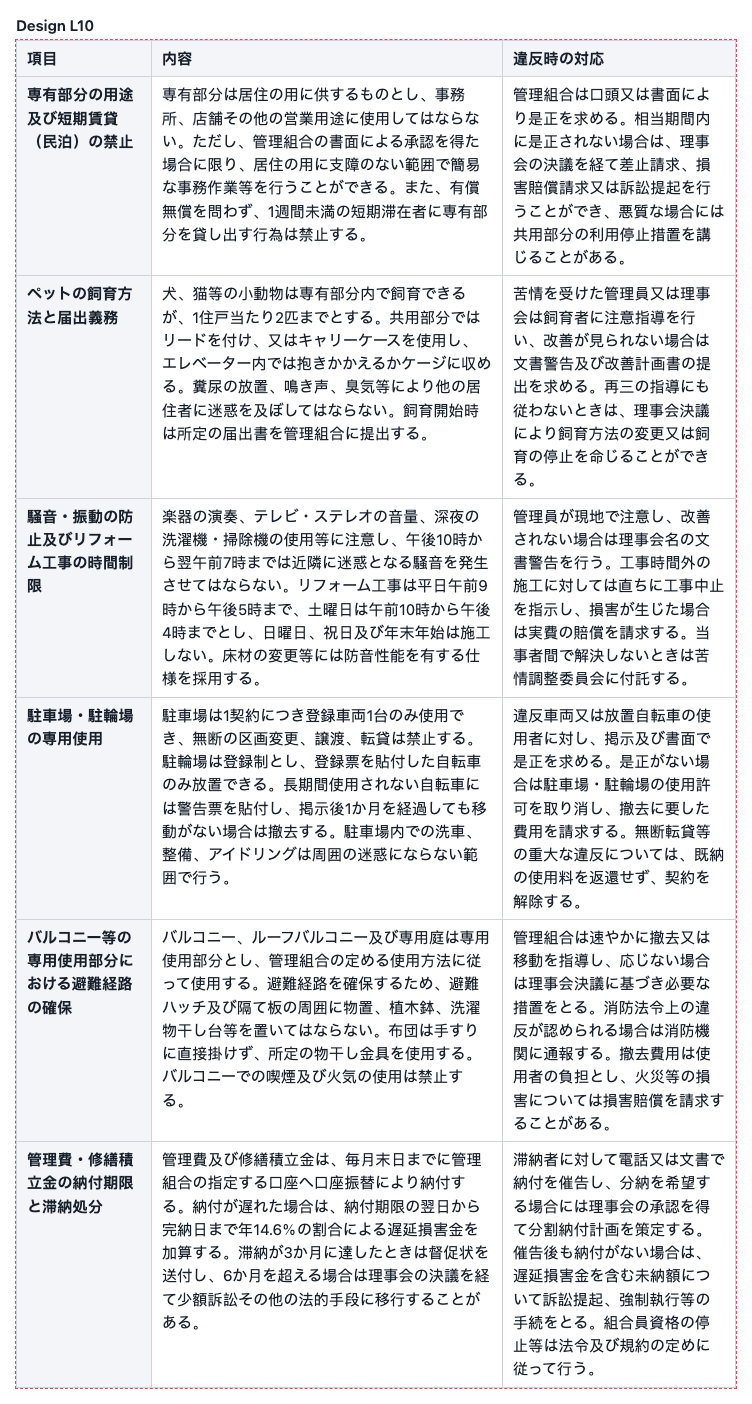 Design L10
項目
内容
違反時の対応
専有部分の用途
及び短期賃貸
（民泊）の禁止
専有部分は居住の用に供するものとし、事務
所、店舗その他の営業用途に使用してはならな
い。ただし、管理組合の書面による承認を得た
場合に限り、居住の用に支障のない範囲で簡易
な事務作業等を行うことができる。また、有償
無償を問わず、1週間未満の短期滞在者に専有部
分を貸し出す行為は禁止する。
管理組合は口頭又は書面によ
り是正を求める。相当期間内
に是正されない場合は、理事
会の決議を経て差止請求、損
害賠償請求又は訴訟提起を行
うことができ、悪質な場合には
共用部分の利用停止措置を講
じることがある。
ペットの飼育方
法と届出義務
犬、猫等の小動物は専有部分内で飼育できる
が、1住戸当たり2匹までとする。共用部分では
リードを付け、又はキャリーケースを使用し、
エレベーター内では抱きかかえるかケージに収め
る。糞尿の放置、鳴き声、臭気等により他の居
住者に迷惑を及ぼしてはならない。飼育開始時
は所定の届出書を管理組合に提出する。
苦情を受けた管理員又は理事
会は飼育者に注意指導を行
い、改善が見られない場合は
文書警告及び改善計画書の提
出を求める。再三の指導にも
従わないときは、理事会決議
により飼育方法の変更又は飼
育の停止を命じることができ
る。
騒音・振動の防
止及びリフォー
ム工事の時間制
限
楽器の演奏、テレビ・ステレオの音量、深夜の
洗濯機・掃除機の使用等に注意し、午後10時か
ら翌午前7時までは近隣に迷惑となる騒音を発生
させてはならない。リフォーム工事は平日午前9
時から午後5時まで、土曜日は午前10時から午後
4時までとし、日曜日、祝日及び年末年始は施工
しない。床材の変更等には防音性能を有する仕
様を採用する。
管理員が現地で注意し、改善
されない場合は理事会名の文
書警告を行う。工事時間外の
施工に対しては直ちに工事中止
を指示し、損害が生じた場合
は実費の賠償を請求する。当
事者間で解決しないときは苦
情調整委員会に付託する。
駐車場・駐輪場
の専用使用
駐車場は1契約につき登録車両1台のみ使用で
き、無断の区画変更、譲渡、転貸は禁止する。
駐輪場は登録制とし、登録票を貼付した自転車
のみ放置できる。長期間使用されない自転車に
は警告票を貼付し、掲示後1か月を経過しても移
動がない場合は撤去する。駐車場内での洗車、
整備、アイドリングは周囲の迷惑にならない範
囲で行う。
違反車両又は放置自転車の使
用者に対し、掲示及び書面で
是正を求める。是正がない場
合は駐車場・駐輪場の使用許
可を取り消し、撤去に要した
費用を請求する。無断転貸等
の重大な違反については、既納
の使用料を返還せず、契約を
解除する。
バルコニー等の
専用使用部分に
おける避難経路
の確保
バルコニー、ルーフバルコニー及び専用庭は専用
使用部分とし、管理組合の定める使用方法に従
って使用する。避難経路を確保するため、避難
ハッチ及び隔て板の周囲に物置、植木鉢、洗濯
物干し台等を置いてはならない。布団は手すり
に直接掛けず、所定の物干し金具を使用する。
バルコニーでの喫煙及び火気の使用は禁止す
る。
管理組合は速やかに撤去又は
移動を指導し、応じない場合
は理事会決議に基づき必要な
措置をとる。消防法令上の違
反が認められる場合は消防機
関に通報する。撤去費用は使
用者の負担とし、火災等の損
害については損害賠償を請求す
ることがある。
管理費・修繕積
立金の納付期限
と滞納処分
管理費及び修繕積立金は、毎月末日までに管理
組合の指定する口座へ口座振替により納付す
る。納付が遅れた場合は、納付期限の翌日から
完納日まで年14.6%の割合による遅延損害金を
加算する。滞納が3か月に達したときは督促状を
送付し、6か月を超える場合は理事会の決議を経
て少額訴訟その他の法的手段に移行することが
ある。
滞納者に対して電話又は文書で
納付を催告し、分納を希望す
る場合には理事会の承認を得
て分割納付計画を策定する。
催告後も納付がない場合は、
遅延損害金を含む未納額につ
いて訴訟提起、強制執行等の
手続をとる。組合員資格の停
止等は法令及び規約の定めに
従って行う。